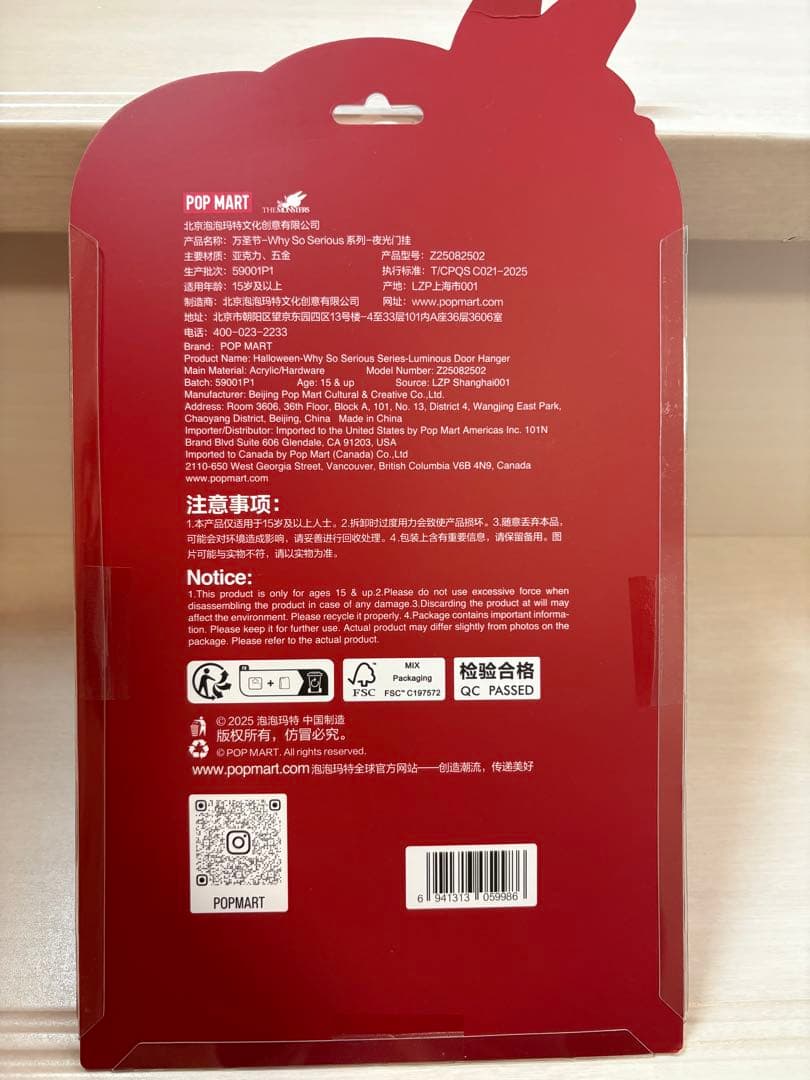 POP MART THE MONSTERS
北京泡泡玛特文化创意有限公司
产品名称：万圣节-Why So Serious 系列-夜光门挂
主要材质：亚克力、五金 产品型号：Z25082502
生产批次：59001P1 执行标准：T/CPQS C021-2025
适用年龄：15岁及以上 产地：LZP上海市001
制造商：北京泡泡玛特文化创意有限公司 网址：www.popmart.com
地址：北京市朝阳区望京东园四区13号楼-4至33层101内A座36层3606室
电话：400-023-2233
Brand：POP MART
Product Name: Halloween-Why So Serious Series-Luminous Door Hanger
Main Material: Acrylic/Hardware Model Number: Z25082502
Batch: 59001P1 Age: 15 & up Source: LZP Shanghai001
Manufacturer: Beijing Pop Mart Cultural & Creative Co.,Ltd.
Address: Room 3606, 36th Floor, Block A, 101, No. 13, District 4, Wangjing East Park,
Chaoyang District, Beijing, China Made in China
Importer/Distributor: Imported to the United States by Pop Mart Americas Inc. 101N
Brand Blvd Suite 606 Glendale, CA 91203, USA
Imported to Canada by Pop Mart (Canada) Co.,Ltd
2110-650 West Georgia Street, Vancouver, British Columbia V6B 4N9, Canada
www.popmart.com
注意事项：
1.本产品仅适用于15岁及以上人士。2.拆卸时过度用力会致使产品损坏。3.随意丢弃本品，
可能会对环境造成影响，请妥善进行回收处理。4.包装上含有重要信息，请保留备用。图
片可能与实物不符，请以实物为准。
Notice:
1.This product is only for ages 15 & up.2.Please do not use excessive force when
disassembling the product in case of any damage.3.Discarding the product at will may
affect the environment. Please recycle it properly. 4.Package contains important informa-
tion. Please keep it for further use. Actual product may differ slightly from photos on the
package. Please refer to the actual product.
FR
MIX
Packaging
FSC FSC™ C197572
检验合格
QC PASSED
© 2025 泡泡玛特 中国制造
版权所有，仿冒必究。
© POP MART. All rights reserved.
www.popmart.com 泡泡玛特全球官方网站——创造潮流，传递美好
POPMART
6 941313 059986